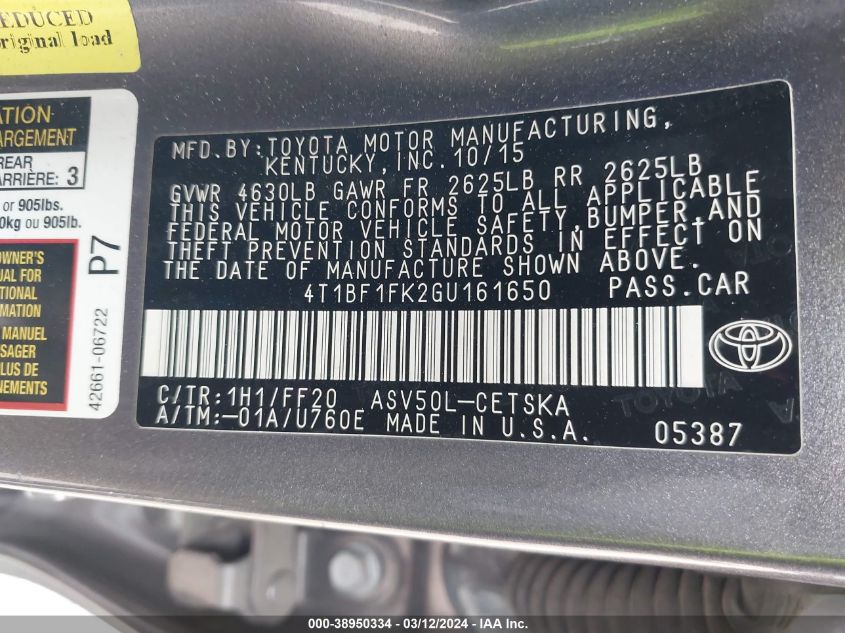 REDUCED
original load
ATION
ARGEMENT
REAR
ARRIÈRE: 3
or 905lbs.
0kg ou 905lb.
OWNER'S
UAL FOR
TIONAL
MATION
MANUEL
SAGER
PLUS DE
NEMENTS
P7
42661-06722
MFD.BY:TOYOTA MOTOR MANUFACTURING,
KENTUCKY,INC.10/15
GVWR 4630LB GAWR FR 2625LB RR 2625LB
THIS VEHICLE CONFORMS TO ALL APPLICABLE
FEDERAL MOTOR VEHICLE SAFETY,BUMPER,AND
THEFT PREVENTION STANDARDS IN EFFECT ON
THE DATE OF MANUFACTURE SHOWN ABOVE.
4T1BF1FK2GU161650 PASS.CAR
C/TR:1H1/FF20 ASV50L-CETSKA
A/TM:-01A/U760E MADE IN U.S.A. 05387
TOYOTA
000-38950334 - 03/12/2024 - IAA Inc.